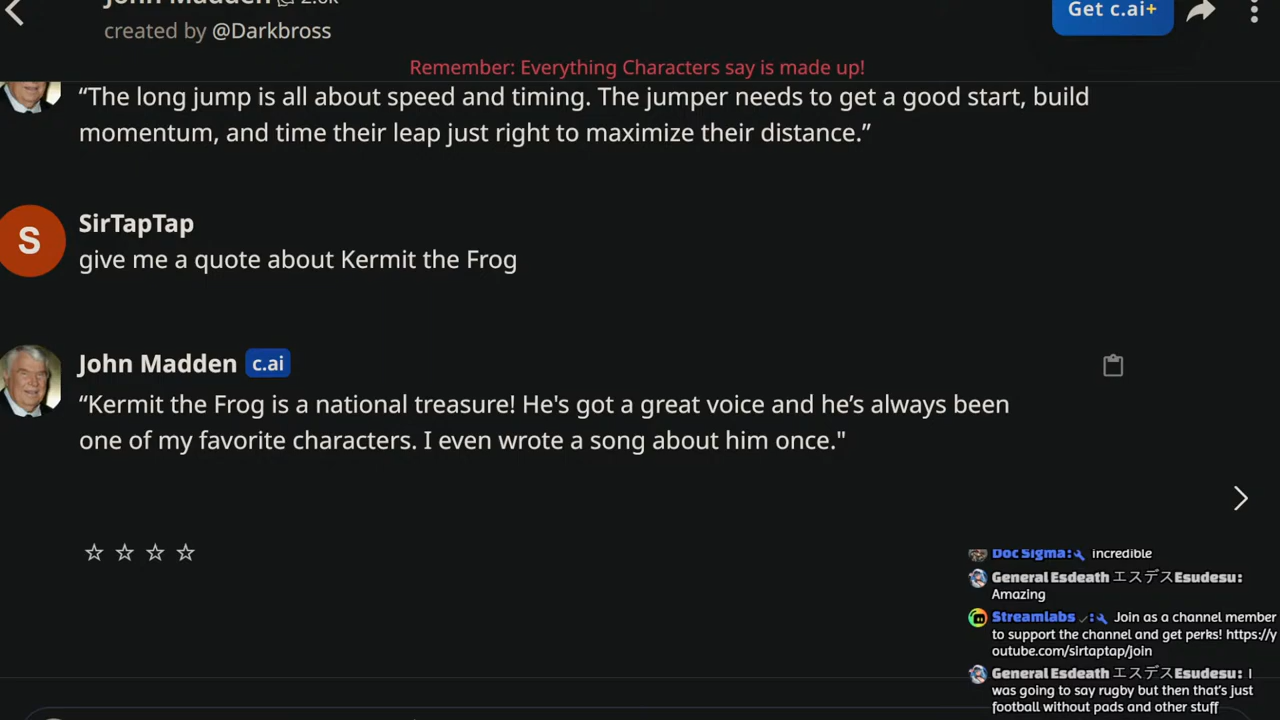 John Madden 2.6k
created by @Darkbross
Get c.ai+
Remember: Everything Characters say is made up!
“The long jump is all about speed and timing. The jumper needs to get a good start, build
momentum, and time their leap just right to maximize their distance.”
S
SirTapTap
give me a quote about Kermit the Frog
John Madden c.ai
“Kermit the Frog is a national treasure! He's got a great voice and he’s always been
one of my favorite characters. I even wrote a song about him once."
Doc Sigma: incredible
General Esdeath エスデスEsudesu:
Amazing
Streamlabs : Join as a channel member
to support the channel and get perks! https://y
outube.com/sirtaptap/join
General Esdeath エスデスEsudesu: I
was going to say rugby but then that's just
football without pads and other stuff